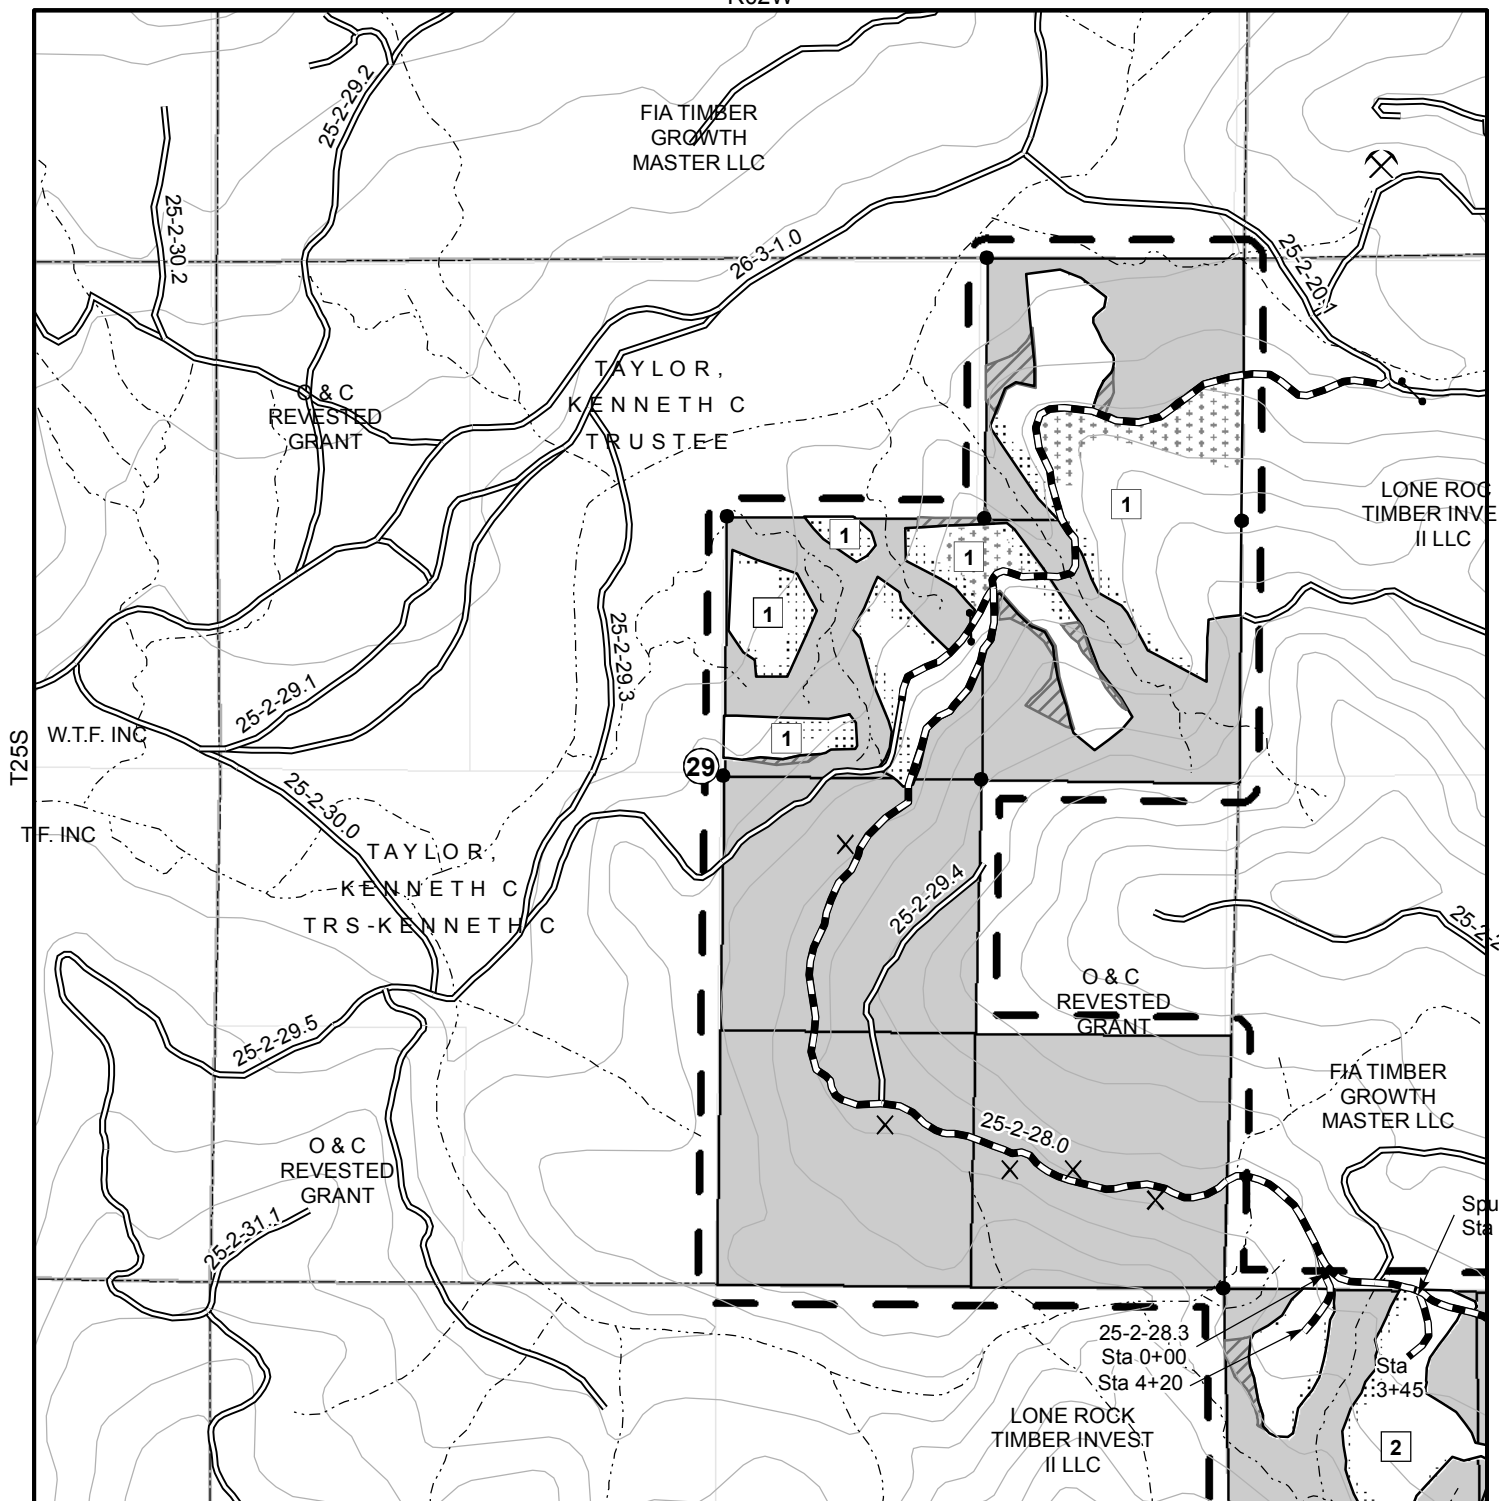 25-2-29.2
FIA TIMBER
GROWTH
MASTER LLC
25-2-30.2
26-3-1.0
25-2-20.1
TAYLOR,
KENNETH C
TRUSTEE
O & C
REVESTED
GRANT
1
LONE ROC
TIMBER INVE
II LLC
1
1
1
25-2-29.3
25-2-29.1
W.T.F. INC
1
T25S
29
25-2-30.0
T.F. INC
TAYLOR,
KENNETH C
TRS-KENNETH C
25-2-29.4
25-2-2
O & C
REVESTED
GRANT
25-2-29.5
FIA TIMBER
GROWTH
MASTER LLC
25-2-28.0
O & C
REVESTED
GRANT
25-2-31.1
Spu
Sta
25-2-28.3
Sta 0+00
Sta 4+20
Sta
3+45
LONE ROCK
TIMBER INVEST
II LLC
2